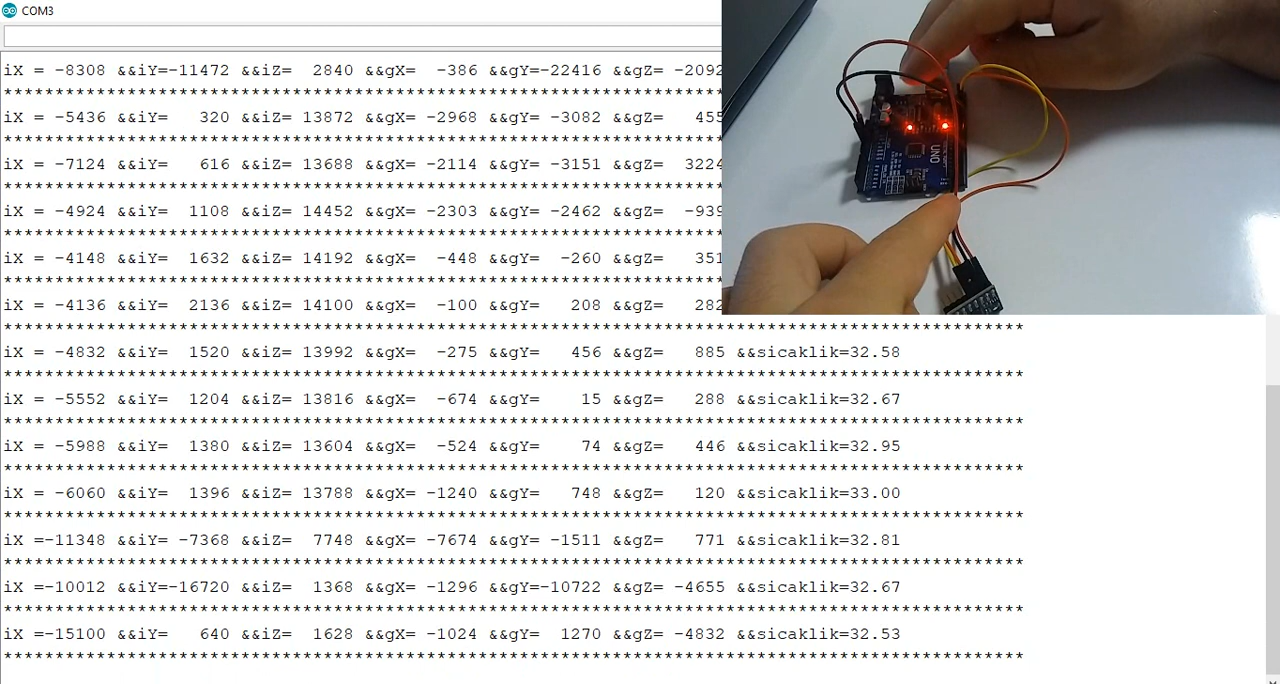 COM3
iX = -8308 &&iY=-11472 &&iZ=  2840 &&gX=  -386 &&gY=-22416 &&gZ= -2092
****************************************************************************************************
iX = -5436 &&iY=   320 &&iZ= 13872 &&gX= -2968 &&gY= -3082 &&gZ=   455
****************************************************************************************************
iX = -7124 &&iY=   616 &&iZ= 13688 &&gX= -2114 &&gY= -3151 &&gZ=  3224
****************************************************************************************************
iX = -4924 &&iY=  1108 &&iZ= 14452 &&gX= -2303 &&gY= -2462 &&gZ=  -939
****************************************************************************************************
iX = -4148 &&iY=  1632 &&iZ= 14192 &&gX=  -448 &&gY=  -260 &&gZ=   351
****************************************************************************************************
iX = -4136 &&iY=  2136 &&iZ= 14100 &&gX=  -100 &&gY=   208 &&gZ=   282
****************************************************************************************************
iX = -4832 &&iY=  1520 &&iZ= 13992 &&gX=  -275 &&gY=   456 &&gZ=   885 &&sicaklik=32.58
****************************************************************************************************
iX = -5552 &&iY=  1204 &&iZ= 13816 &&gX=  -674 &&gY=    15 &&gZ=   288 &&sicaklik=32.67
****************************************************************************************************
iX = -5988 &&iY=  1380 &&iZ= 13604 &&gX=  -524 &&gY=    74 &&gZ=   446 &&sicaklik=32.95
****************************************************************************************************
iX = -6060 &&iY=  1396 &&iZ= 13788 &&gX= -1240 &&gY=   748 &&gZ=   120 &&sicaklik=33.00
****************************************************************************************************
iX =-11348 &&iY= -7368 &&iZ=  7748 &&gX= -7674 &&gY= -1511 &&gZ=   771 &&sicaklik=32.81
****************************************************************************************************
iX =-10012 &&iY=-16720 &&iZ=  1368 &&gX= -1296 &&gY=-10722 &&gZ= -4655 &&sicaklik=32.67
****************************************************************************************************
iX =-15100 &&iY=   640 &&iZ=  1628 &&gX= -1024 &&gY=  1270 &&gZ= -4832 &&sicaklik=32.53
****************************************************************************************************
UNO